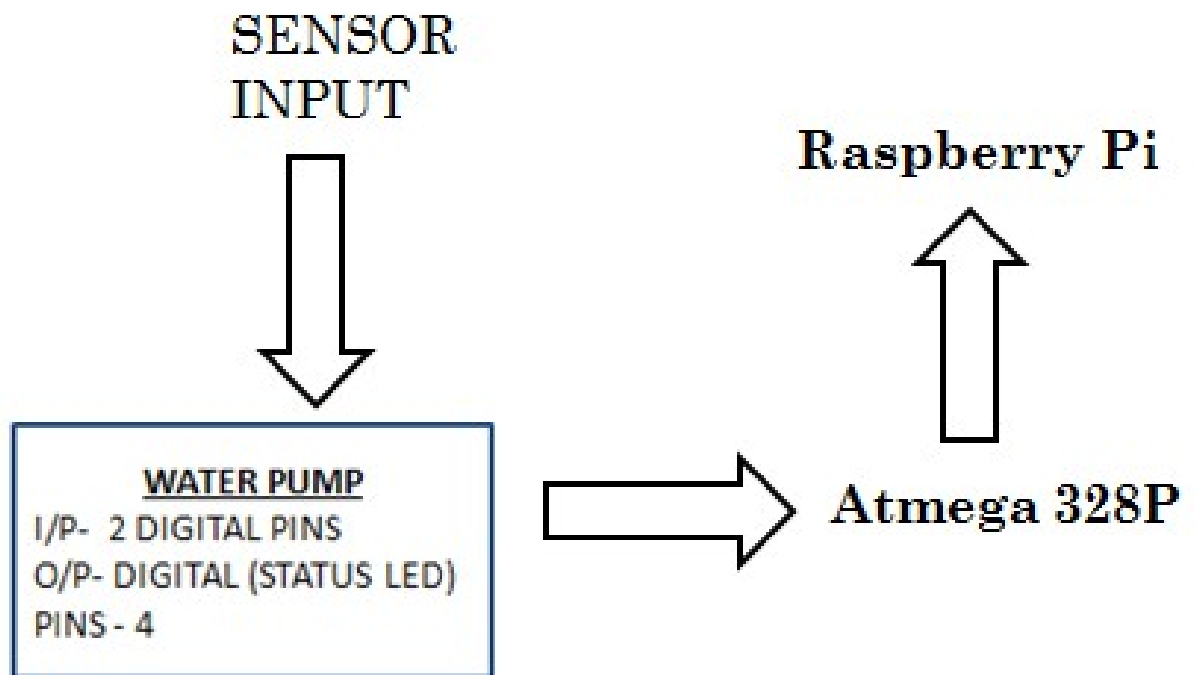 SENSOR
INPUT
Raspberry Pi
WATER PUMP
I/P- 2 DIGITAL PINS
O/P- DIGITAL (STATUS LED)
PINS - 4
Atmega 328P